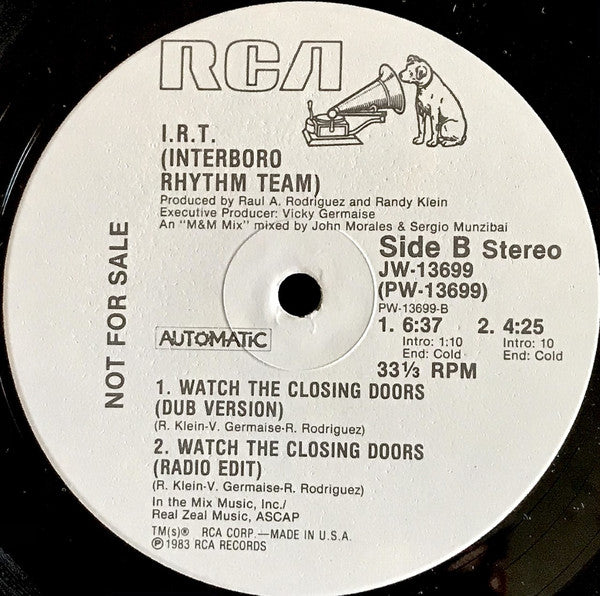 RCA
I.R.T.
(INTERBORO
RHYTHM TEAM)
Produced by Raul A. Rodriguez and Randy Klein
Executive Producer: Vicky Germaise
An "M&M Mix" mixed by John Morales & Sergio Munzibai
NOT FOR SALE
Side B Stereo
JW-13699
(PW-13699)
PW-13699-B
1. 6:37 2. 4:25
Intro: 1:10 Intro: 10
End: Cold End: Cold
33⅓ RPM
AUTOMATIC
1. WATCH THE CLOSING DOORS
(DUB VERSION)
(R. Klein-V. Germaise-R. Rodriguez)
2. WATCH THE CLOSING DOORS
(RADIO EDIT)
(R. Klein-V. Germaise-R. Rodriguez)
In the Mix Music, Inc./
Real Zeal Music, ASCAP
TM(s)® RCA CORP.—MADE IN U.S.A.
℗ 1983 RCA RECORDS